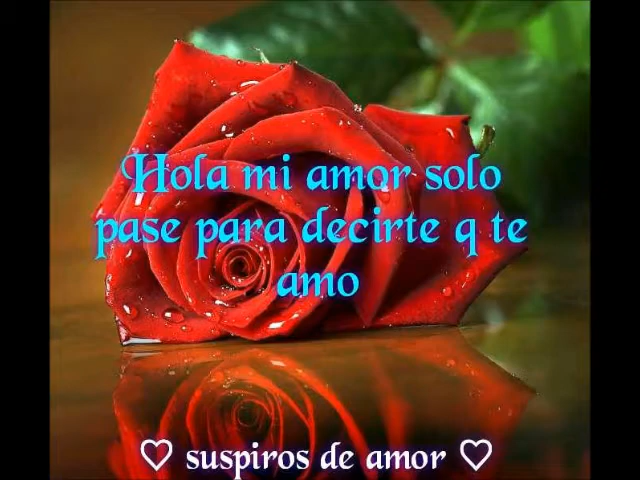 Hola mi amor solo
pase para decirte q te
amo
♡ suspiros de amor ♡